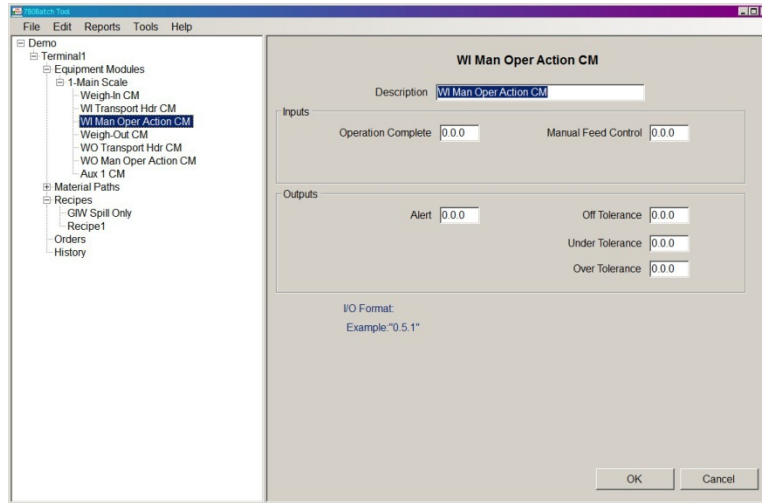 780Batch Tool
File Edit Reports Tools Help
Demo
Terminal1
Equipment Modules
1-Main Scale
Weigh-In CM
WI Transport Hdr CM
WI Man Oper Action CM
Weigh-Out CM
WO Transport Hdr CM
WO Man Oper Action CM
Aux 1 CM
Material Paths
Recipes
GIW Spill Only
Recipe1
Orders
History
WI Man Oper Action CM
Description WI Man Oper Action CM
Inputs
Operation Complete 0.0.0 Manual Feed Control 0.0.0
Outputs
Alert 0.0.0 Off Tolerance 0.0.0
Under Tolerance 0.0.0
Over Tolerance 0.0.0
I/O Format:
Example:"0.5.1"
OK Cancel